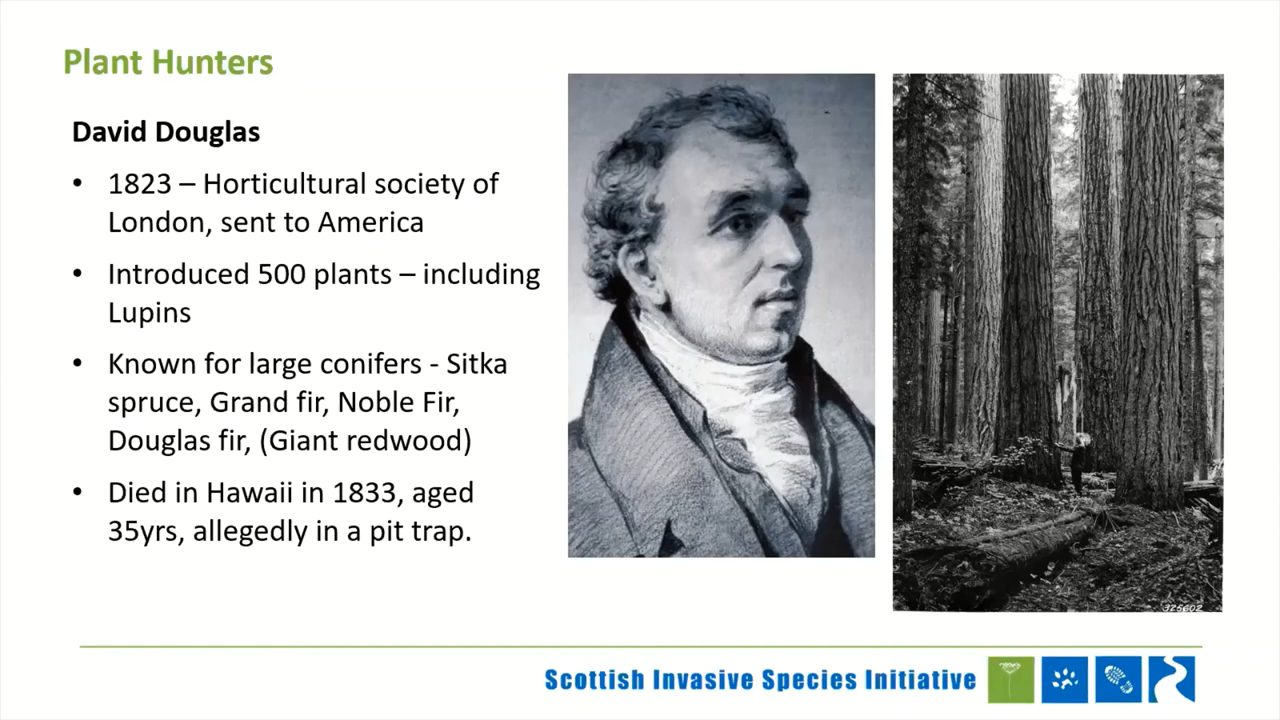 Plant Hunters
David Douglas
• 1823 – Horticultural society of
London, sent to America
• Introduced 500 plants – including
Lupins
• Known for large conifers - Sitka
spruce, Grand fir, Noble Fir,
Douglas fir, (Giant redwood)
• Died in Hawaii in 1833, aged
35yrs, allegedly in a pit trap.
325602
Scottish Invasive Species Initiative